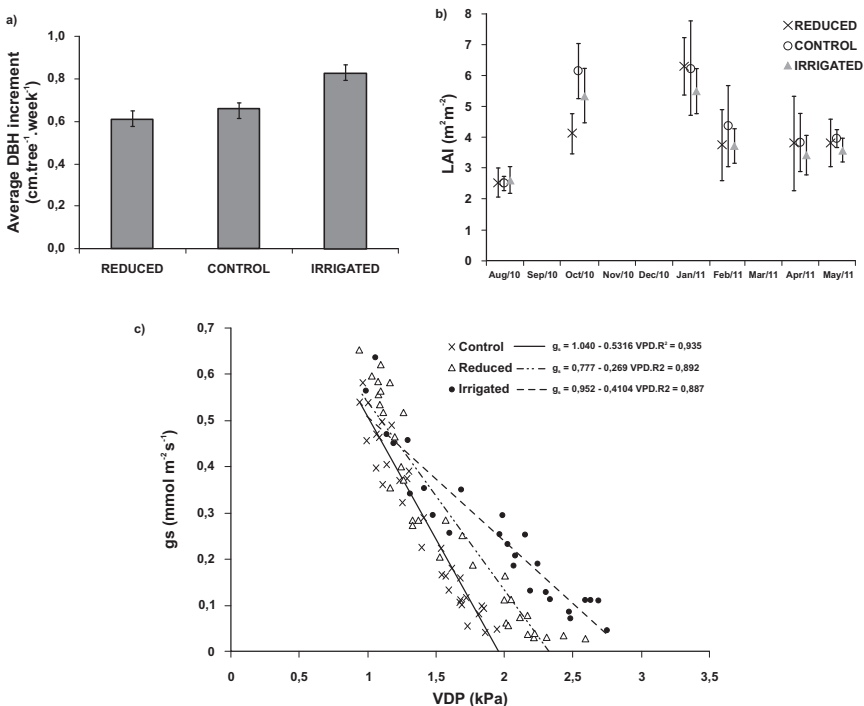 a)
Average DBH increment
(cm.tree⁻¹.week⁻¹)
1,0
0,8
0,6
0,4
0,2
0,0
REDUCED
CONTROL
IRRIGATED
b)
LAI (m²m⁻²)
8
7
6
5
4
3
2
1
0
Aug/10 Sep/10 Oct/10 Nov/10 Dec/10 Jan/11 Feb/11 Mar/11 Apr/11 May/11
REDUCED
CONTROL
IRRIGATED
c)
gs (mmol m⁻² s⁻¹)
0,7
0,6
0,5
0,4
0,3
0,2
0,1
0
0 0,5 1 1,5 2 2,5 3 3,5
VDP (kPa)
Control gₛ = 1.040 - 0.5316 VPD.R² = 0,935
Reduced gₛ = 0,777 - 0,269 VPD.R2 = 0,892
Irrigated gₛ = 0,952 - 0,4104 VPD.R2 = 0,887